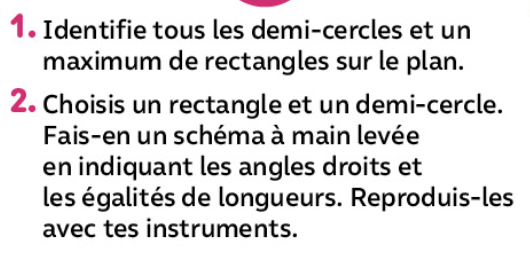 1. Identifie tous les demi-cercles et un
maximum de rectangles sur le plan.
2. Choisis un rectangle et un demi-cercle.
Fais-en un schéma à main levée
en indiquant les angles droits et
les égalités de longueurs. Reproduis-les
avec tes instruments.